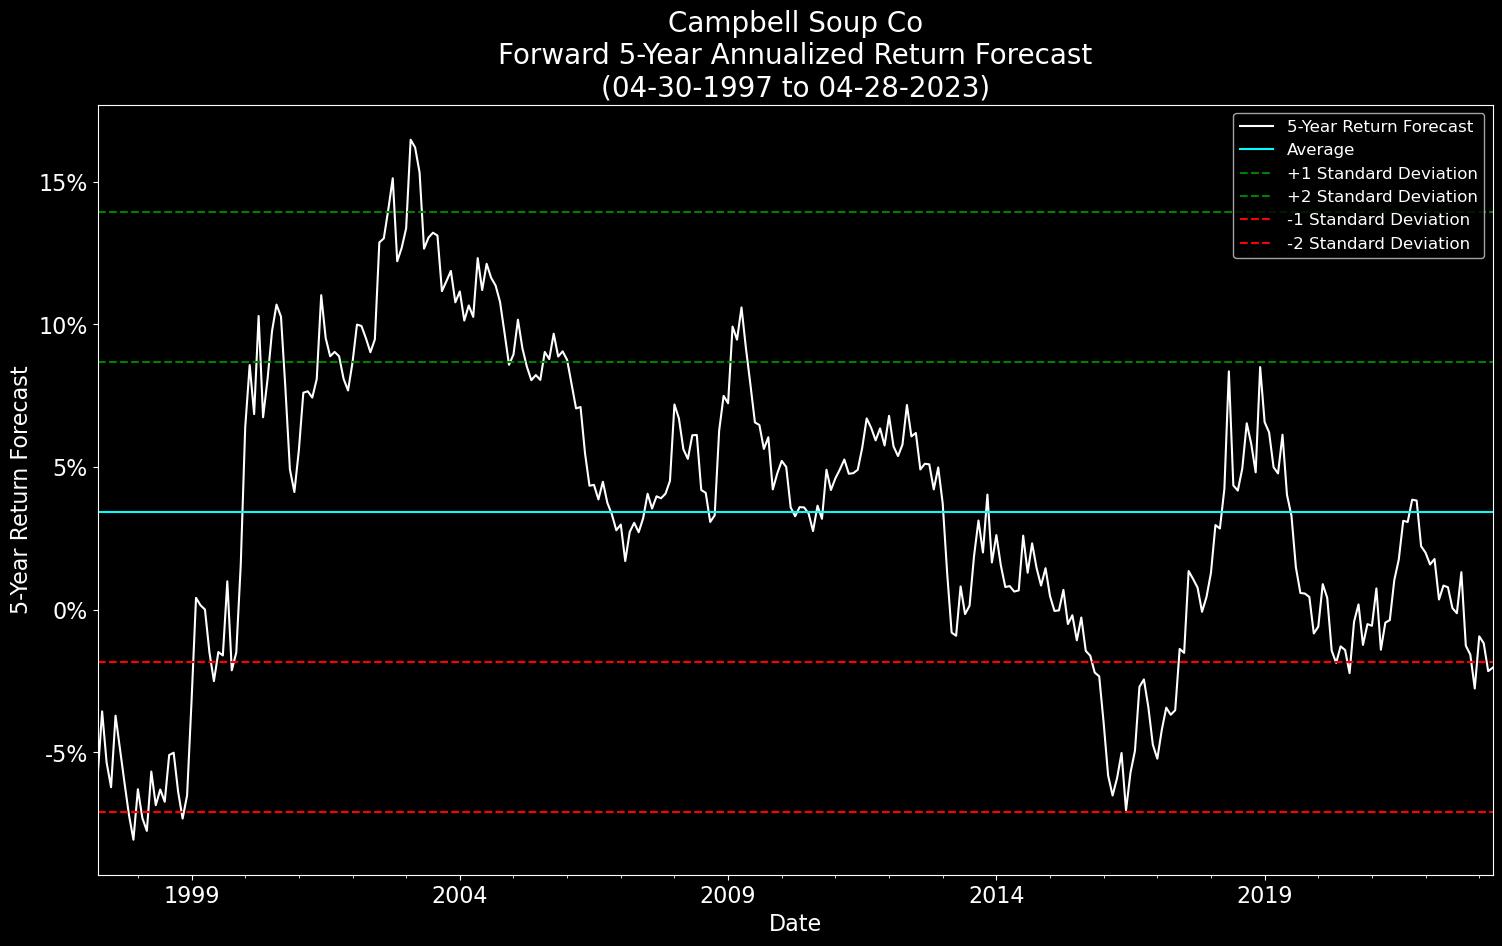 Campbell Soup Co
Forward 5-Year Annualized Return Forecast
(04-30-1997 to 04-28-2023)
5-Year Return Forecast
Average
+1 Standard Deviation
+2 Standard Deviation
-1 Standard Deviation
-2 Standard Deviation
5-Year Return Forecast
15%
10%
5%
0%
-5%
1999
2004
2009
2014
2019
Date